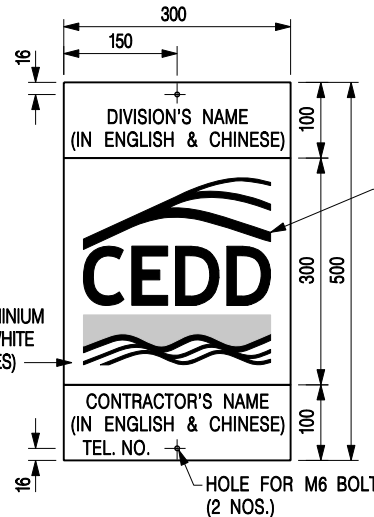 300
150
16
DIVISION'S NAME
(IN ENGLISH & CHINESE)
100
CEDD
300
500
WHITE
CONTRACTOR'S NAME
(IN ENGLISH & CHINESE)
TEL. NO.
100
16
HOLE FOR M6 BOLT
(2 NOS.)